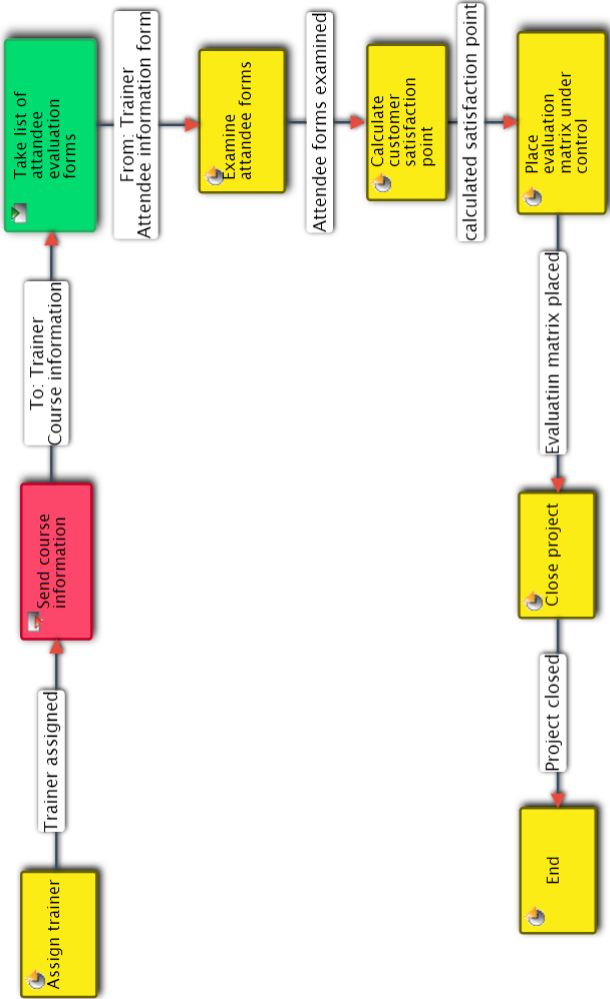 Assign trainer
Trainer assigned
Send course
information
To: Trainer
Course information
Take list of
attandee
evaluation
forms
From: Trainer
Attendee information form
Examine
attandee forms
Attendee forms examined
Calculate
customer
satisfaction
point
calculated satisfaction point
Place
evaluation
matrix under
control
Evaluatiin matrix placed
Close project
Project closed
End